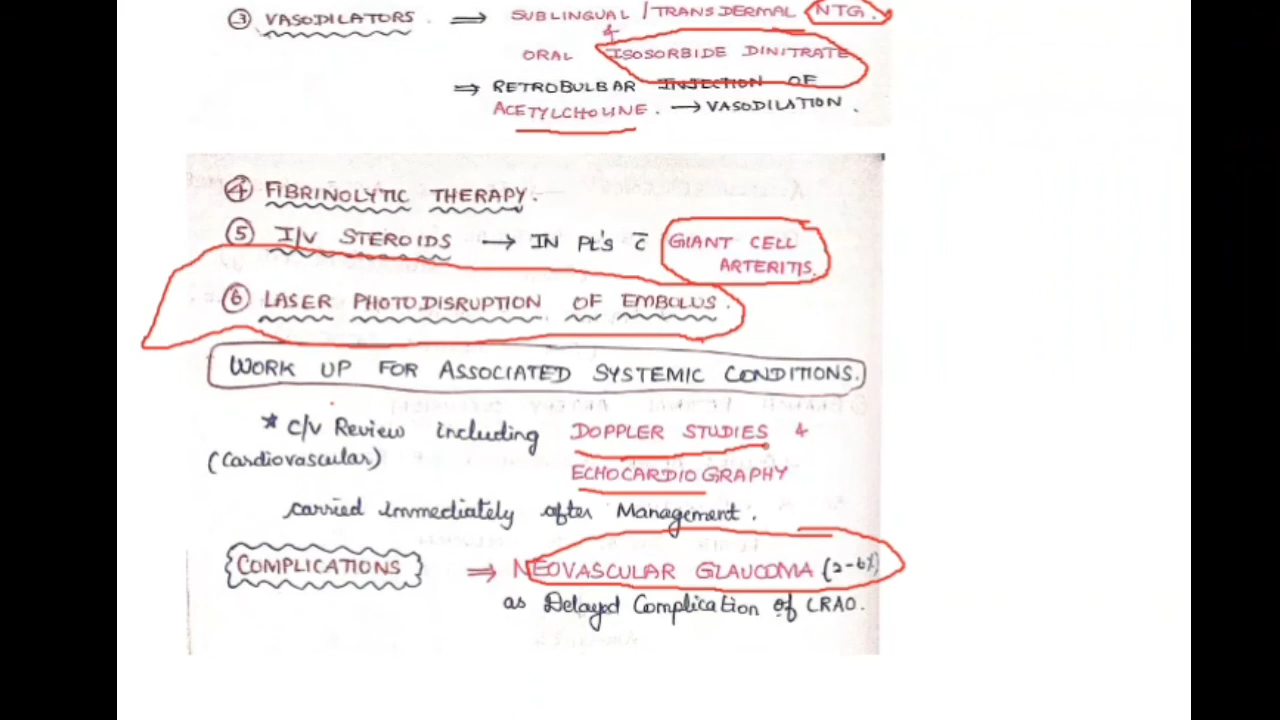 ③ VASODILATORS. ⇒ SUBLINGUAL / TRANSDERMAL NTG.
&
ORAL ISOSORBIDE DINITRATE
⇒ RETROBULBAR INJECTION OF
ACETYLCHOLINE. → VASODILATION.
④ FIBRINOLYTIC THERAPY.
⑤ I/V STEROIDS → IN Pt's c̅ GIANT CELL
ARTERITIS.
⑥ LASER PHOTODISRUPTION OF EMBOLUS.
WORK UP FOR ASSOCIATED SYSTEMIC CONDITIONS.
* C/V Review including DOPPLER STUDIES &
(Cardiovascular) ECHOCARDIOGRAPHY
carried immediately after Management.
COMPLICATIONS ⇒ NEOVASCULAR GLAUCOMA (2-6%)
as Delayed Complication of CRAO.